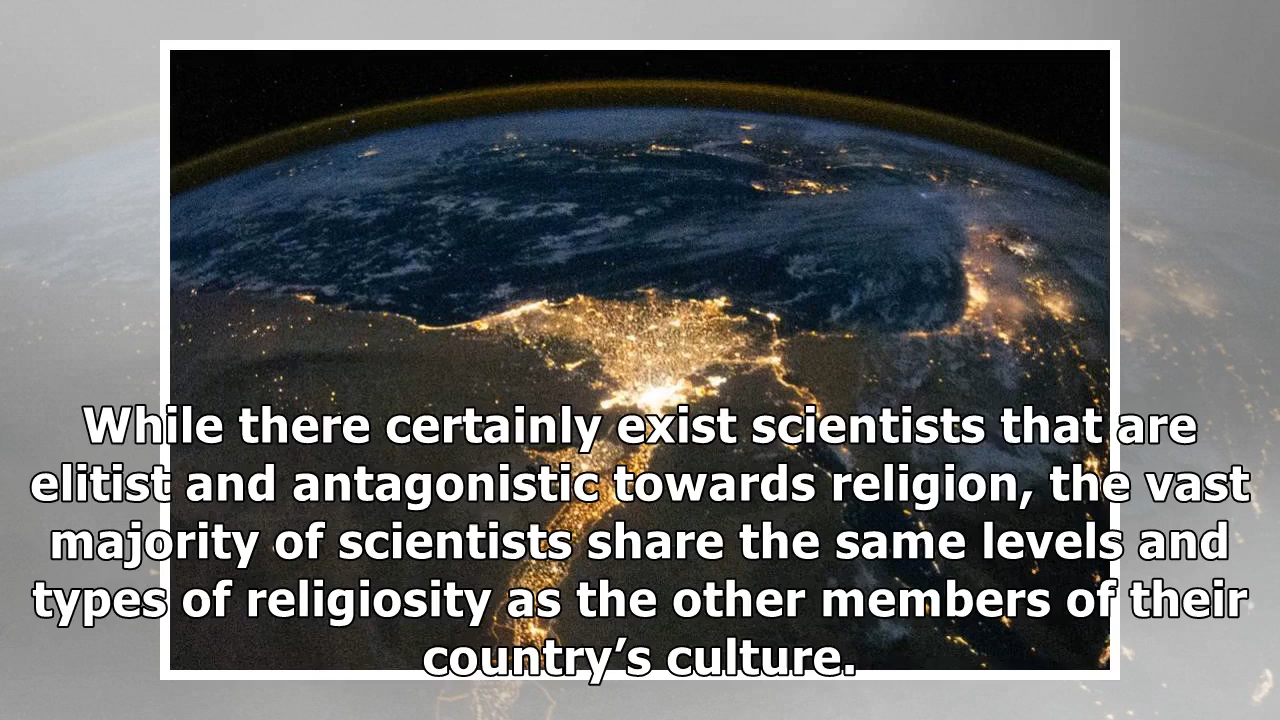 While there certainly exist scientists that are
elitist and antagonistic towards religion, the vast
majority of scientists share the same levels and
types of religiosity as the other members of their
country’s culture.